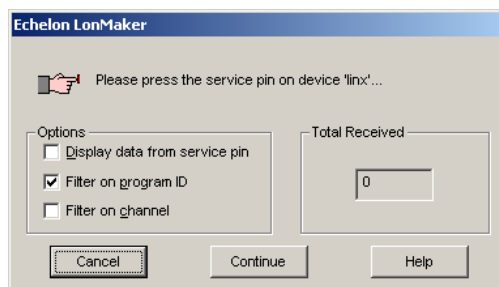 Echelon LonMaker
Please press the service pin on device 'linx'...
Options
Display data from service pin
Filter on program ID
Filter on channel
Total Received
0
Cancel
Continue
Help